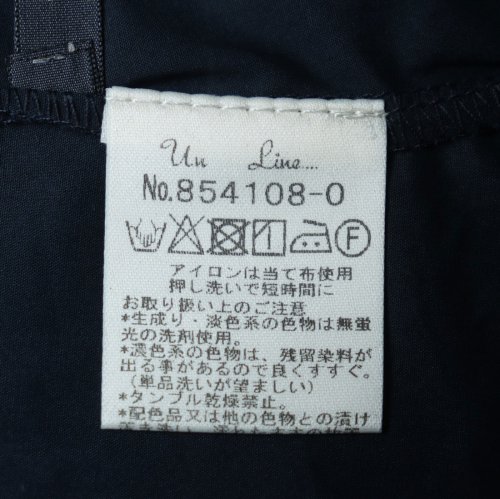 Un Line....
No.854108-0
F
アイロンは当て布使用
押し洗いで短時間に
お取り扱い上のご注意
*生成り・淡色系の色物は無蛍
光の洗剤使用。
*濃色系の色物は、残留染料が
出る事があるので良くすすぐ。
(単品洗いが望ましい)
*タンブル乾燥禁止。
*配色品又は他の色物との漬け